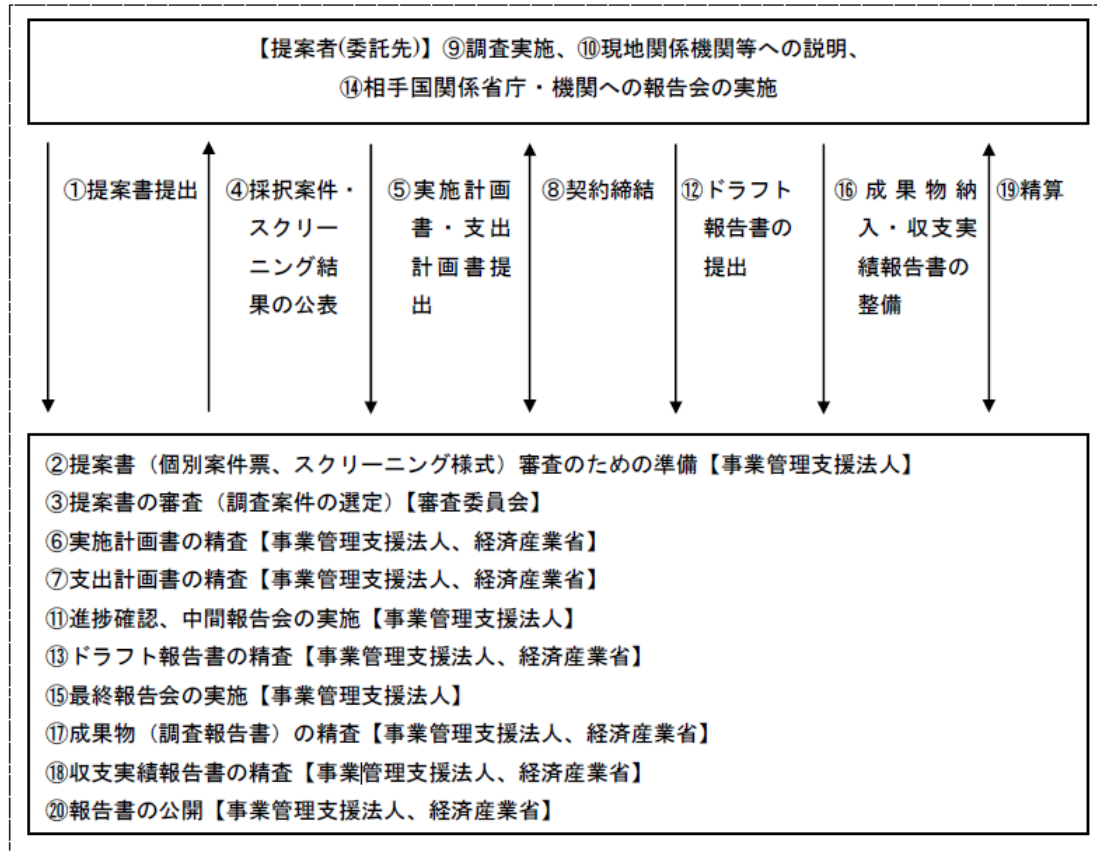 【提案者(委託先)】⑨調査実施、⑩現地関係機関等への説明、
⑭相手国関係省庁・機関への報告会の実施
①提案書提出
④採択案件・
スクリー
ニング結
果の公表
⑤実施計画
書・支出
計画書提
出
⑧契約締結
⑫ドラフト
報告書の
提出
⑯成果物納
入・収支実
績報告書の
整備
⑲精算
②提案書（個別案件票、スクリーニング様式）審査のための準備【事業管理支援法人】
③提案書の審査（調査案件の選定）【審査委員会】
⑥実施計画書の精査【事業管理支援法人、経済産業省】
⑦支出計画書の精査【事業管理支援法人、経済産業省】
⑪進捗確認、中間報告会の実施【事業管理支援法人】
⑬ドラフト報告書の精査【事業管理支援法人、経済産業省】
⑮最終報告会の実施【事業管理支援法人】
⑰成果物（調査報告書）の精査【事業管理支援法人、経済産業省】
⑱収支実績報告書の精査【事業管理支援法人、経済産業省】
⑳報告書の公開【事業管理支援法人、経済産業省】